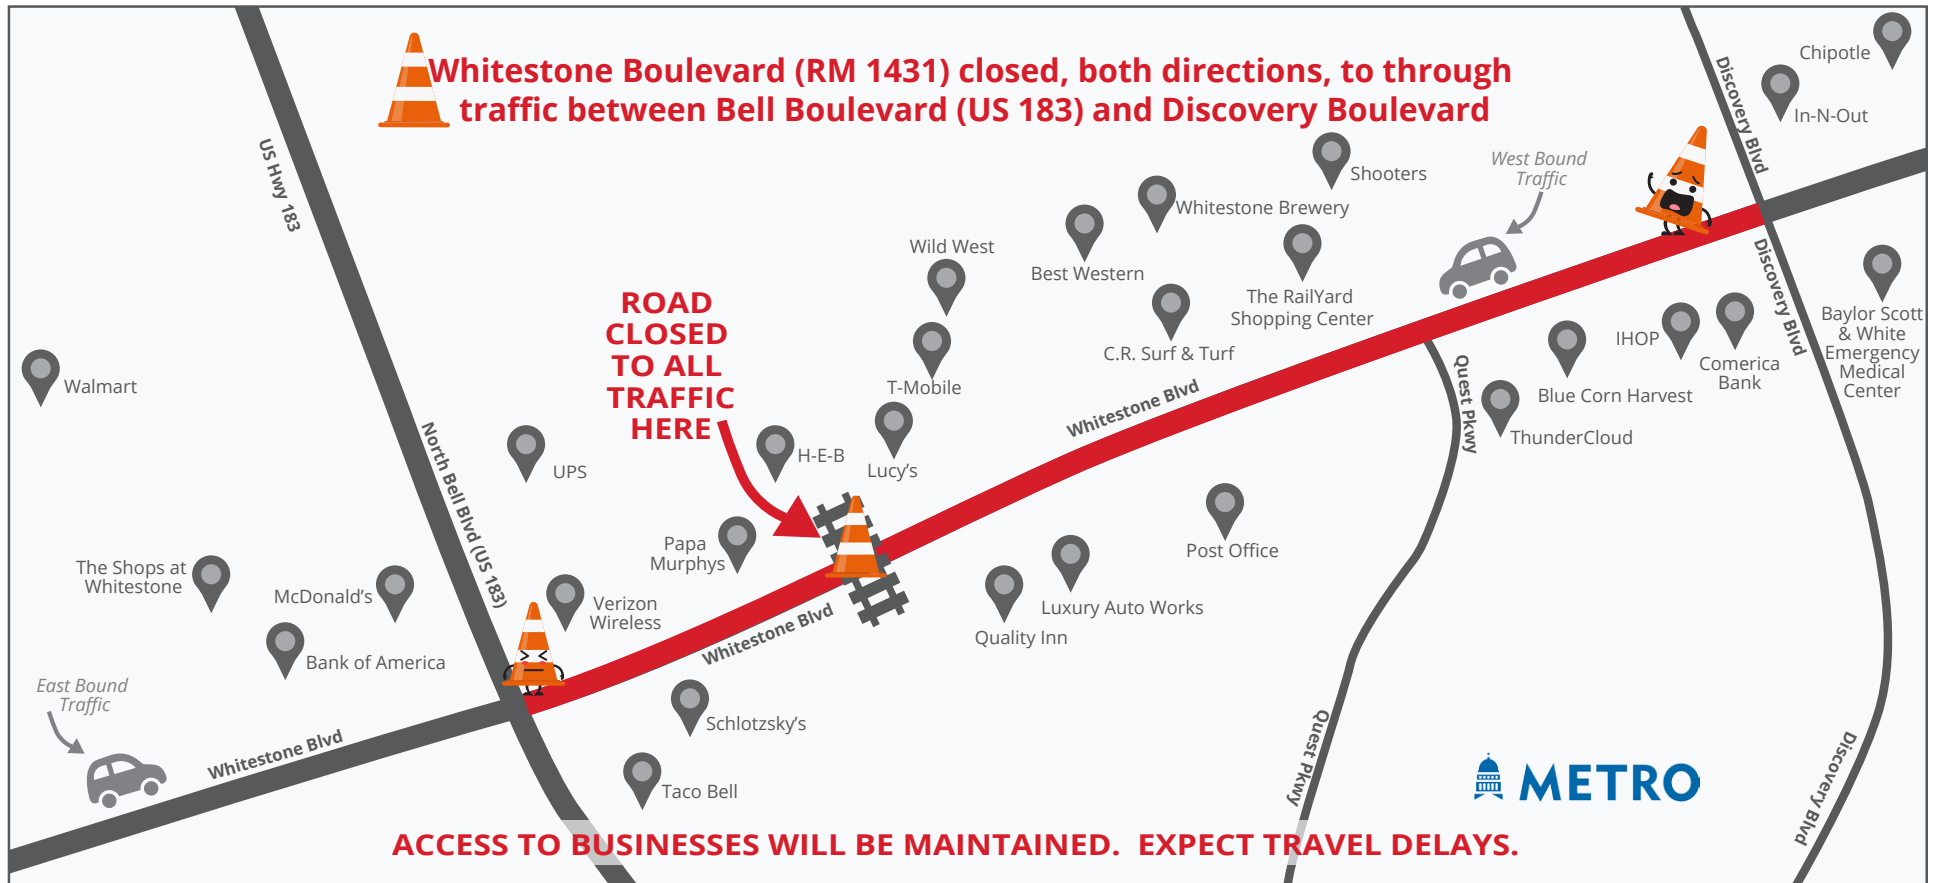 Whitestone Boulevard (RM 1431) closed, both directions, to through
traffic between Bell Boulevard (US 183) and Discovery Boulevard
Chipotle
In-N-Out
Discovery Blvd
US Hwy 183
West Bound
Traffic
Shooters
Whitestone Brewery
Wild West
Best Western
The RailYard
Shopping Center
C.R. Surf & Turf
Discovery Blvd
Baylor Scott
& White
Emergency
Medical
Center
IHOP
Comerica
Bank
Blue Corn Harvest
ThunderCloud
Quest Pkwy
ROAD
CLOSED
TO ALL
TRAFFIC
HERE
T-Mobile
Whitestone Blvd
Walmart
North Bell Blvd (US 183)
UPS
H-E-B
Lucy's
Papa
Murphys
Post Office
The Shops at
Whitestone
McDonald's
Verizon
Wireless
Whitestone Blvd
Luxury Auto Works
Quality Inn
Bank of America
East Bound
Traffic
Schlotzsky's
Whitestone Blvd
Taco Bell
Quest Pkwy
METRO
Discovery Blvd
ACCESS TO BUSINESSES WILL BE MAINTAINED. EXPECT TRAVEL DELAYS.